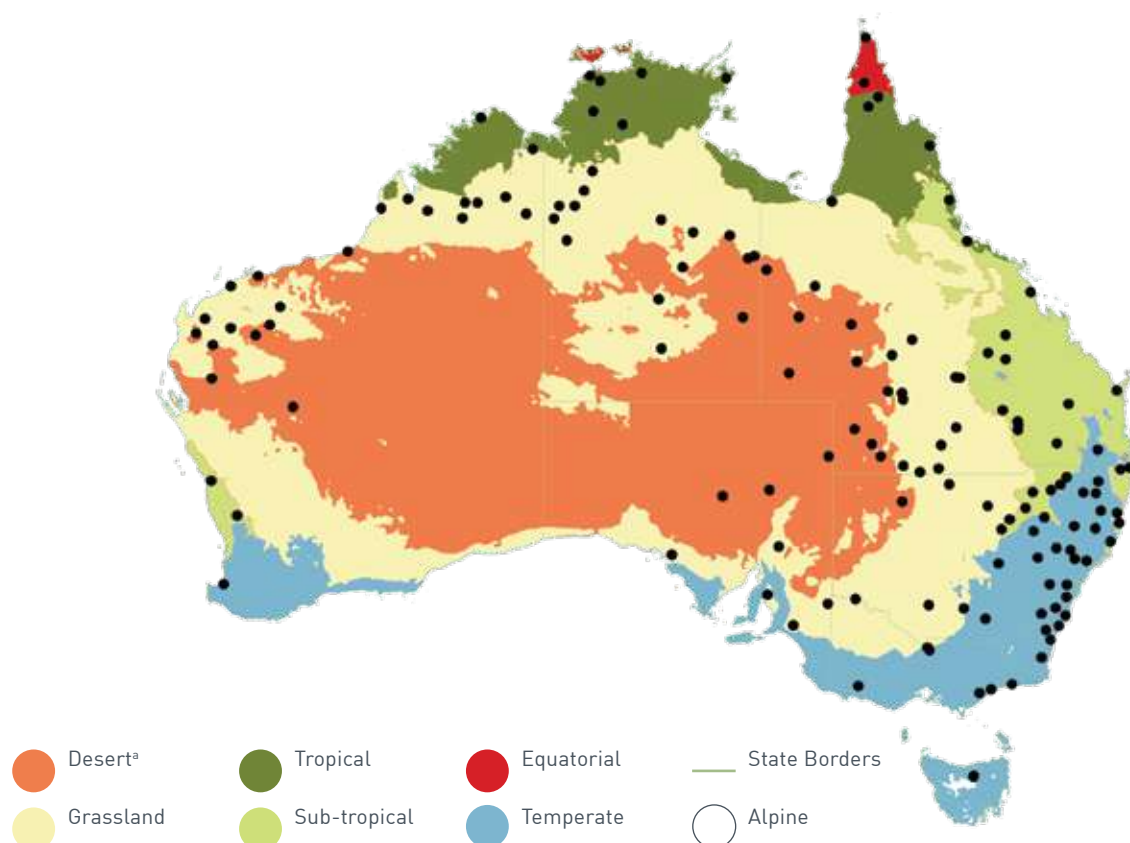 Desertᵃ Tropical Equatorial State Borders
Grassland Sub-tropical Temperate Alpine